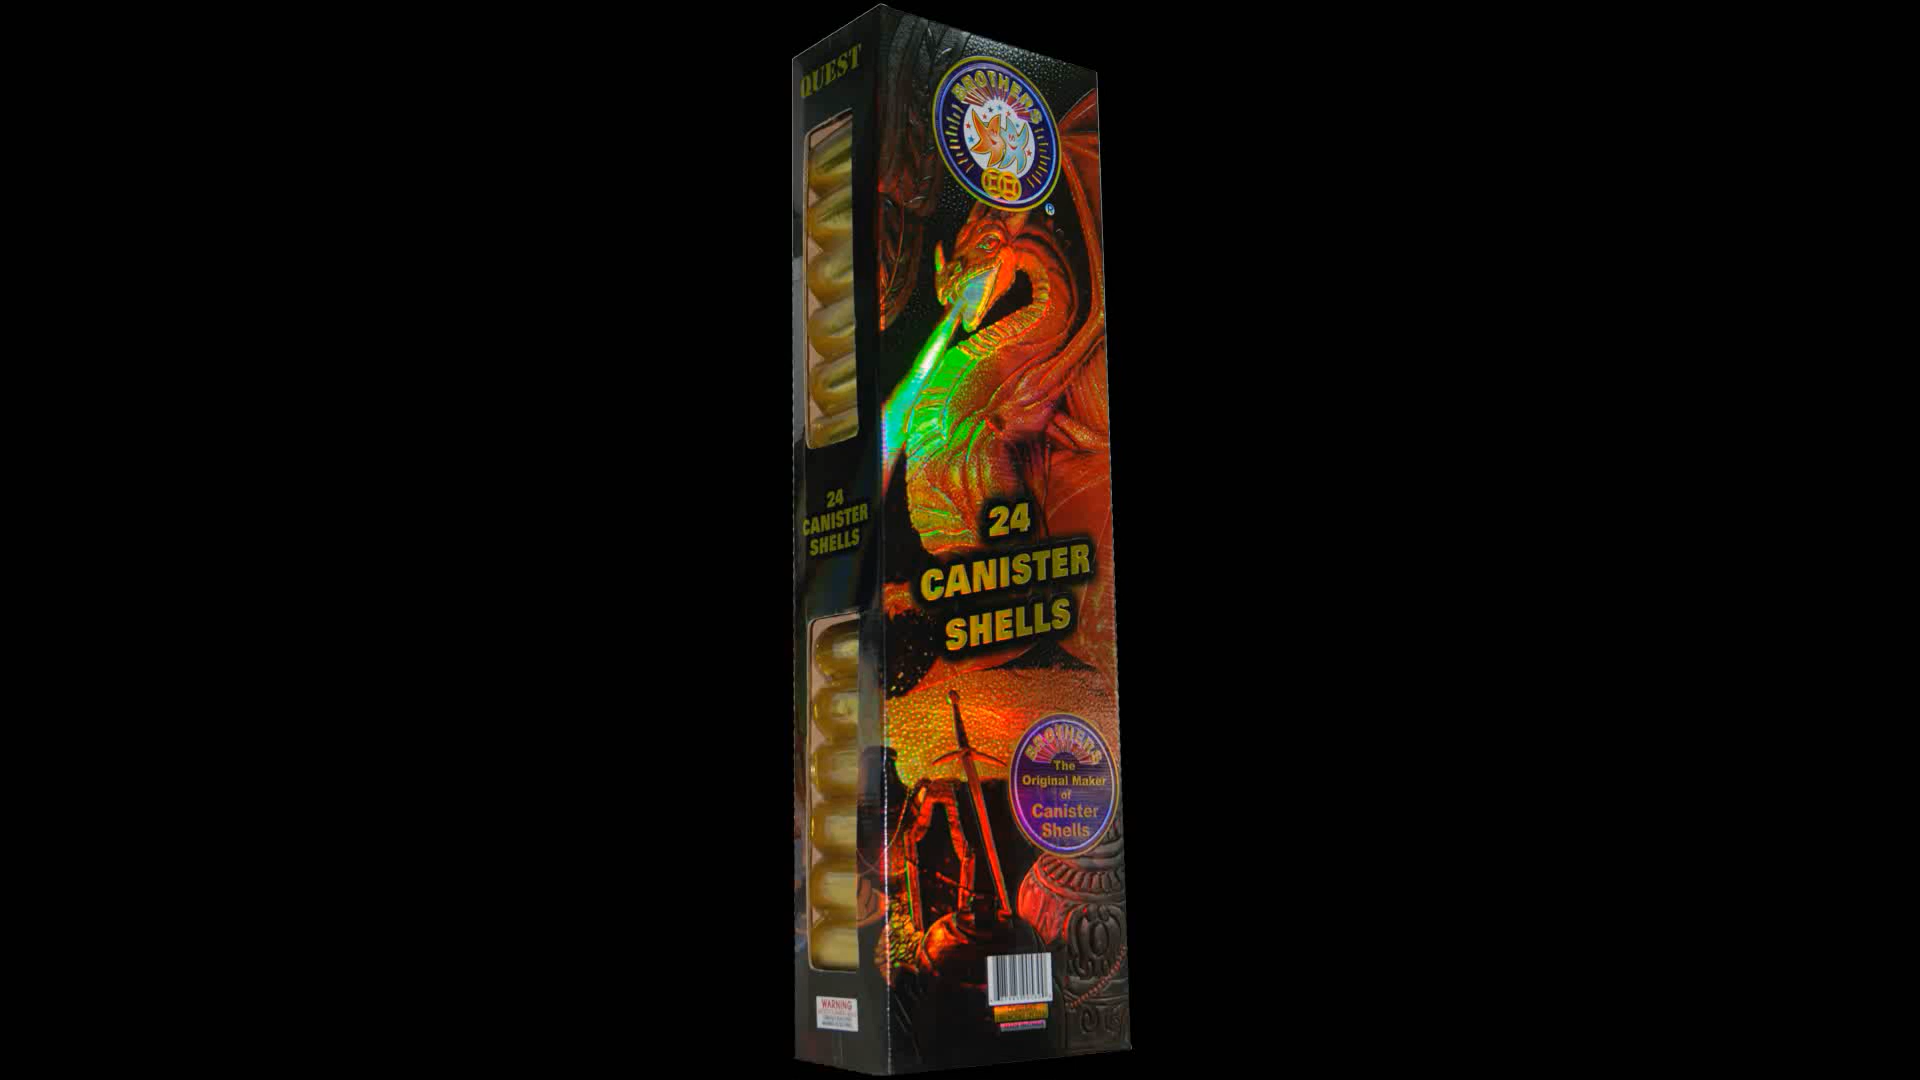 QUEST
24
CANISTER
SHELLS
WARNING
BROTHERS
®
24
CANISTER
SHELLS
BROTHERS
The
Original Maker
of
Canister
Shells